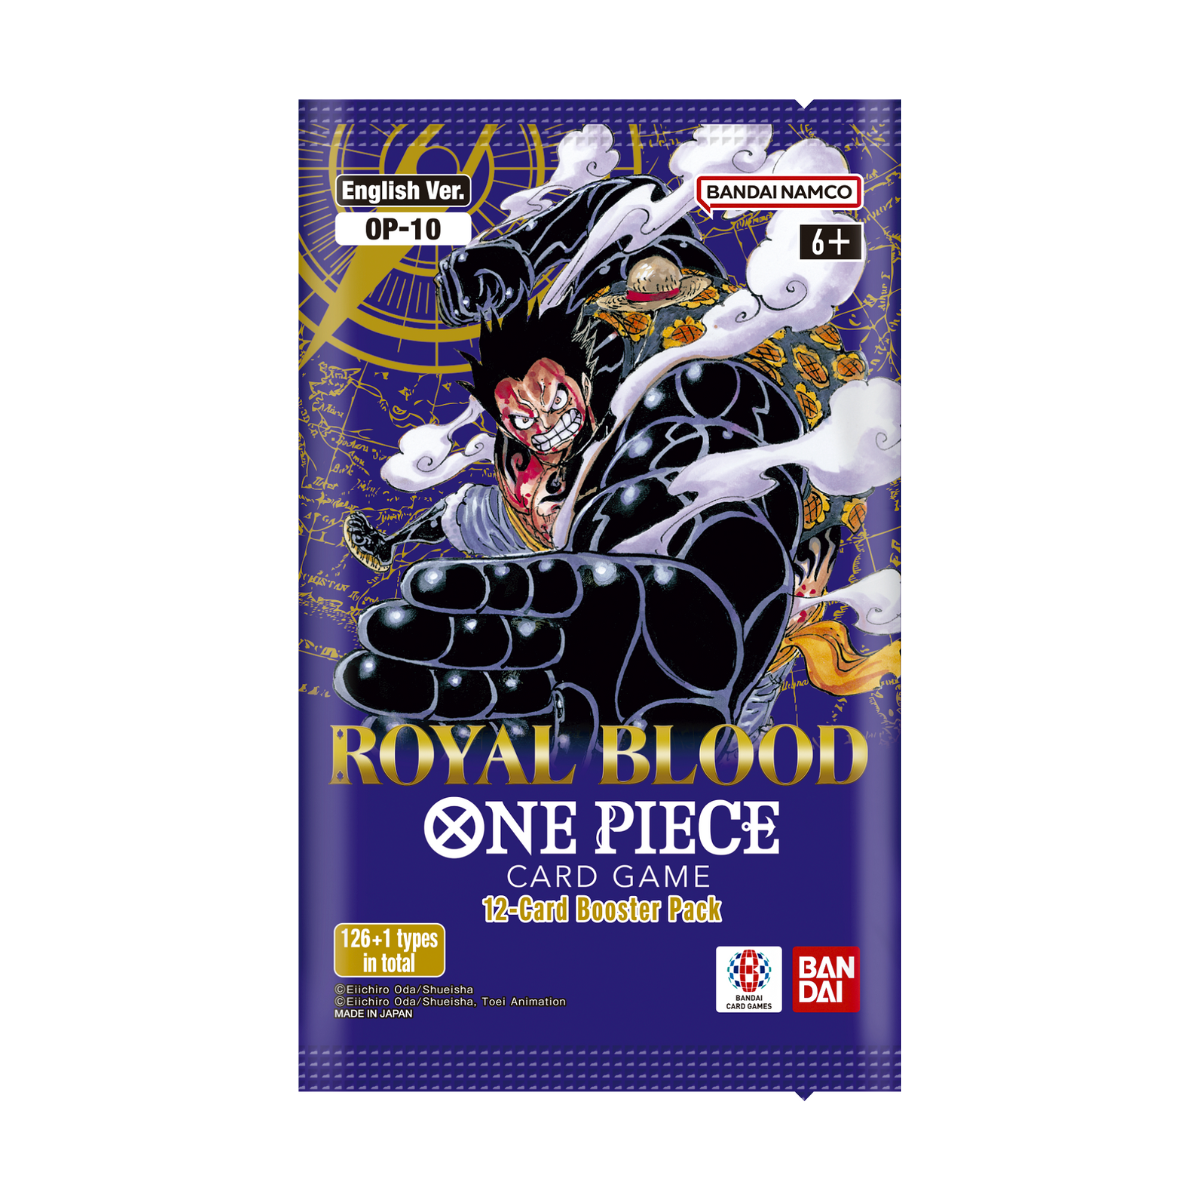 English Ver.
OP-10
BANDAI NAMCO
6+
ROYAL BLOOD
ONE PIECE
CARD GAME
12-Card Booster Pack
126+1 types
in total
©Eiichiro Oda/Shueisha
©Eiichiro Oda/Shueisha, Toei Animation
MADE IN JAPAN
B
BANDAI
CARD GAMES
BAN
DAI